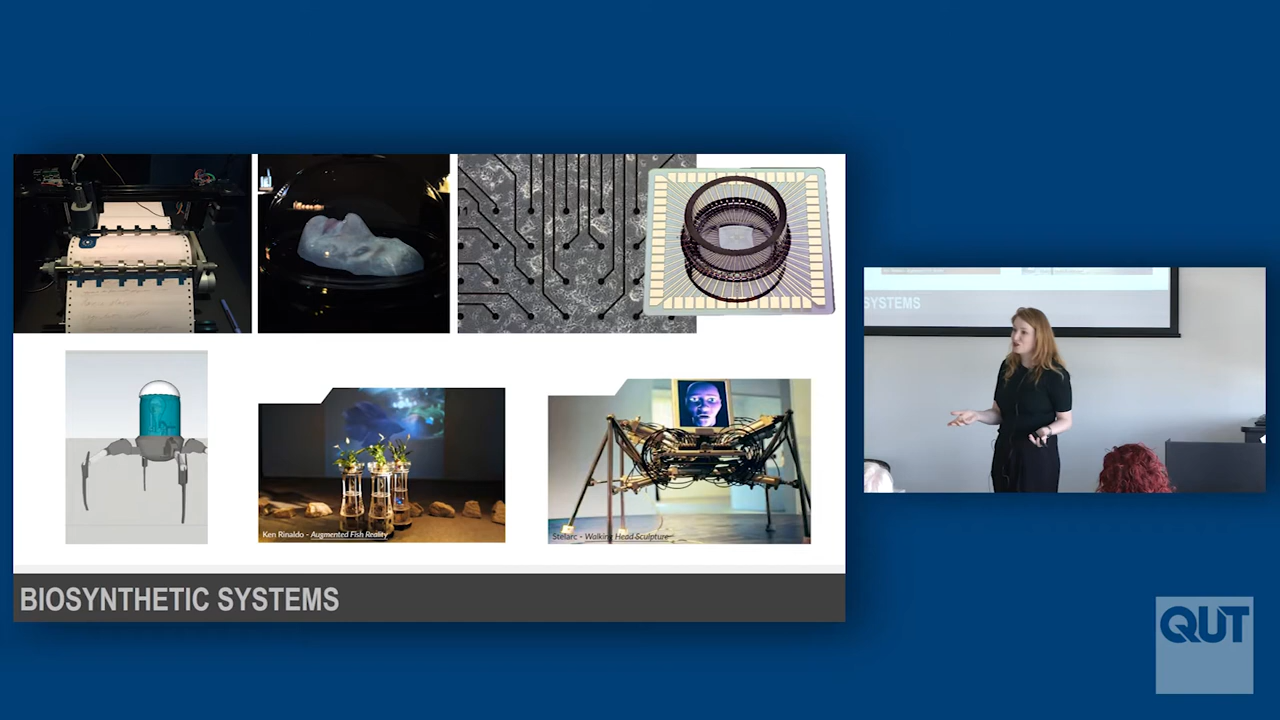 Ken Rinaldo - Augmented Fish Reality
Stelarc - Walking Head Sculpture
BIOSYNTHETIC SYSTEMS
SYSTEMS
QUT